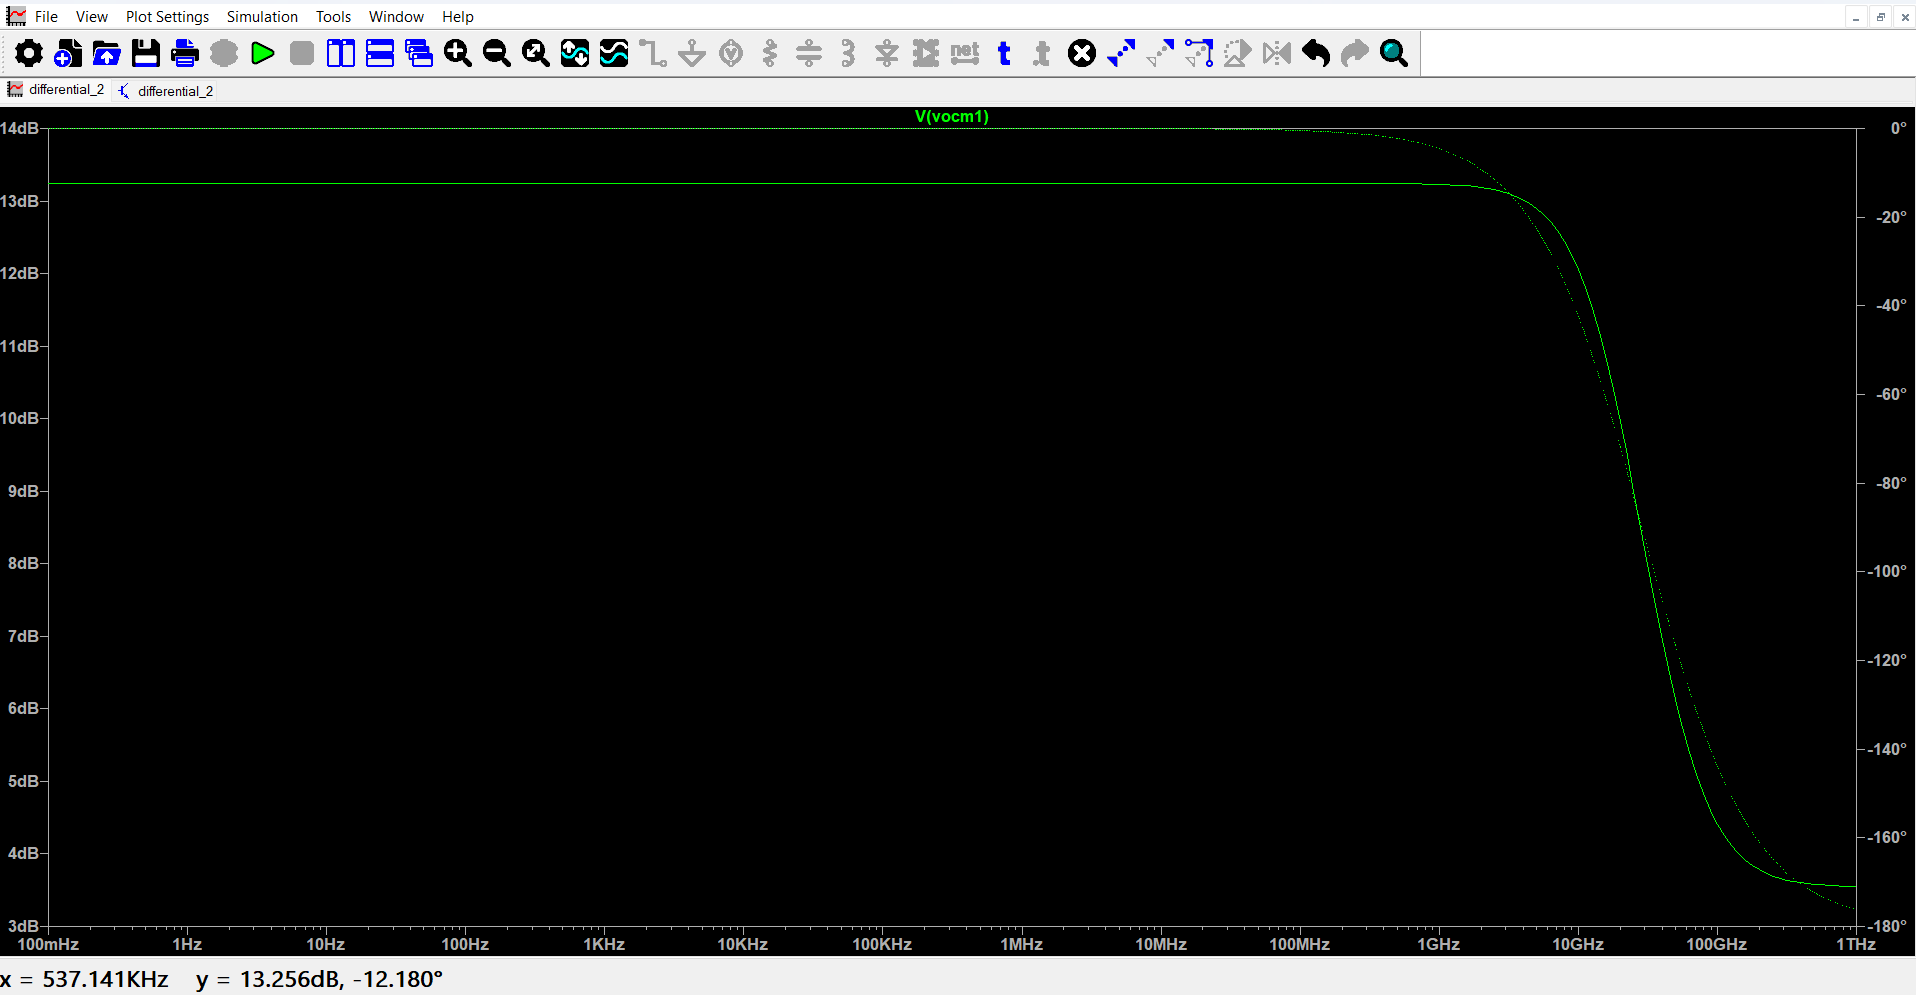 File View Plot Settings Simulation Tools Window Help
net t .t
differential_2 differential_2
V(vocm1)
14dB 0°
13dB -20°
12dB -40°
11dB -60°
10dB -80°
9dB -100°
8dB -120°
7dB -140°
6dB -160°
5dB -180°
4dB
3dB
100mHz 1Hz 10Hz 100Hz 1KHz 10KHz 100KHz 1MHz 10MHz 100MHz 1GHz 10GHz 100GHz 1THz
x = 537.141KHz y = 13.256dB, -12.180°